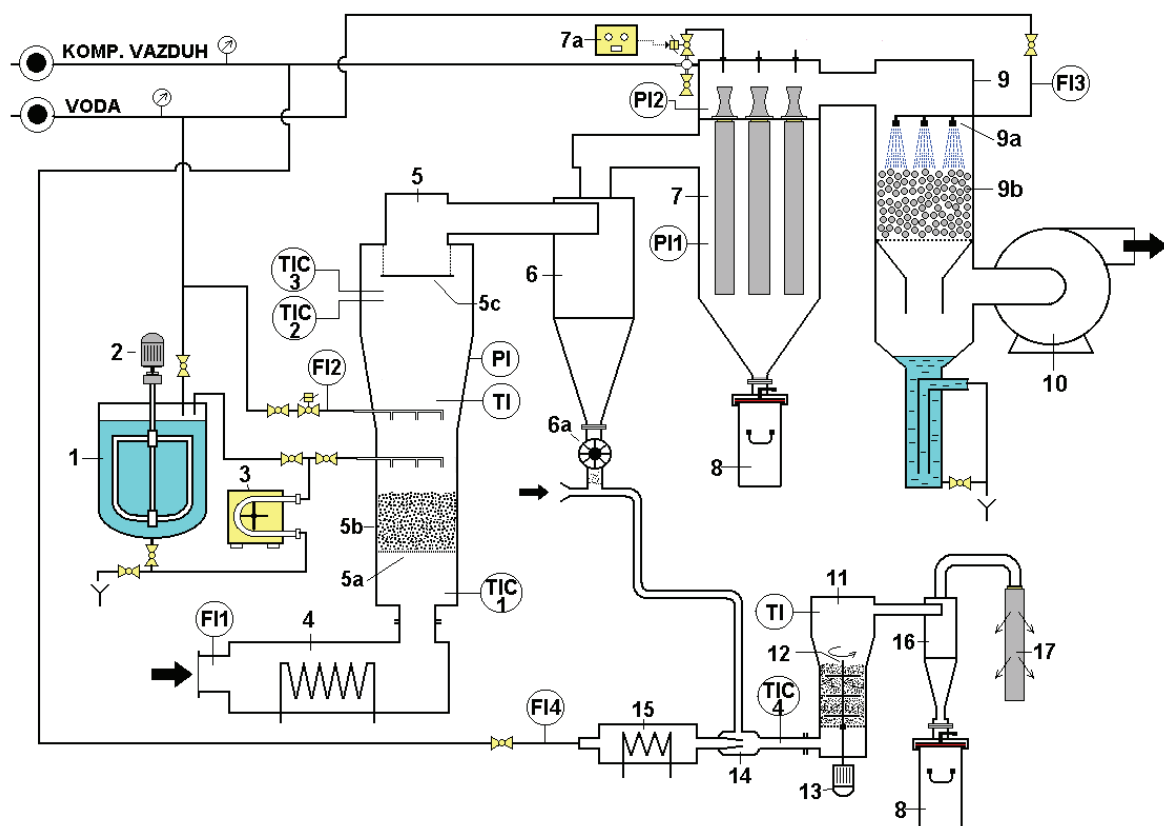 KOMP. VAZDUH
7a
VODA
PI2
9
FI3
9a
5
7
9b
TIC 3
TIC 2
5c
6
PI1
2
FI2
PI
TI
10
1
3
6a
8
5b
5a
TIC 1
11
FI1
4
TI
12
16
17
TIC 4
FI4
15
14
13
8